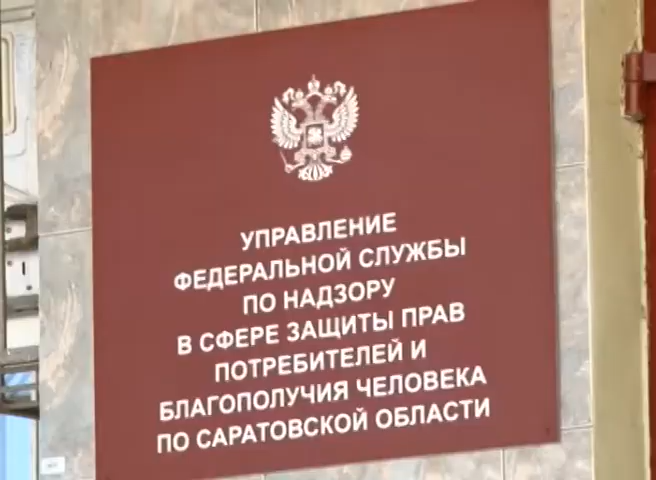 УПРАВЛЕНИЕ
ФЕДЕРАЛЬНОЙ СЛУЖБЫ
ПО НАДЗОРУ
В СФЕРЕ ЗАЩИТЫ ПРАВ
ПОТРЕБИТЕЛЕЙ И
БЛАГОПОЛУЧИЯ ЧЕЛОВЕКА
ПО САРАТОВСКОЙ ОБЛАСТИ